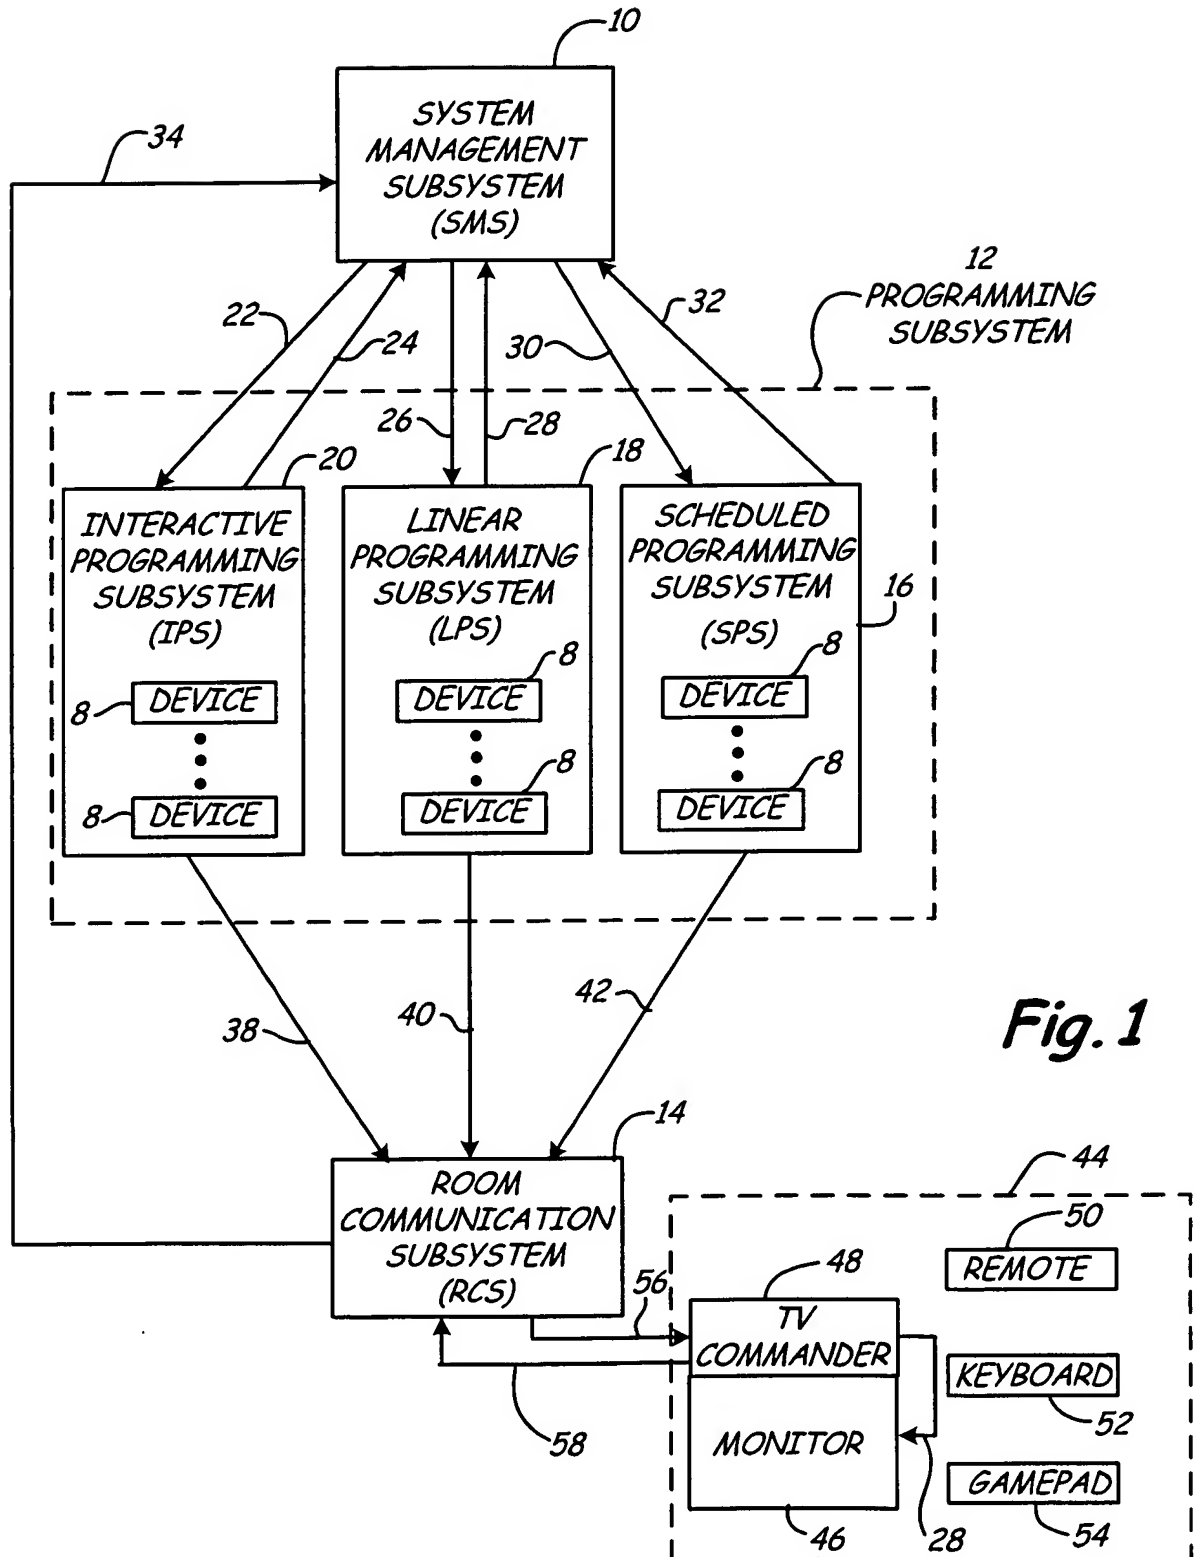 10
SYSTEM
MANAGEMENT
SUBSYSTEM
(SMS)
34
12
PROGRAMMING
SUBSYSTEM
22
24
30
32
26
28
20
18
INTERACTIVE
PROGRAMMING
SUBSYSTEM
(IPS)
8
DEVICE
8
DEVICE
LINEAR
PROGRAMMING
SUBSYSTEM
(LPS)
8
DEVICE
8
DEVICE
SCHEDULED
PROGRAMMING
SUBSYSTEM
(SPS)
16
8
DEVICE
8
DEVICE
38
40
42
Fig. 1
14
ROOM
COMMUNICATION
SUBSYSTEM
(RCS)
44
50
REMOTE
56
48
TV
COMMANDER
KEYBOARD
52
58
MONITOR
GAMEPAD
46
28
54